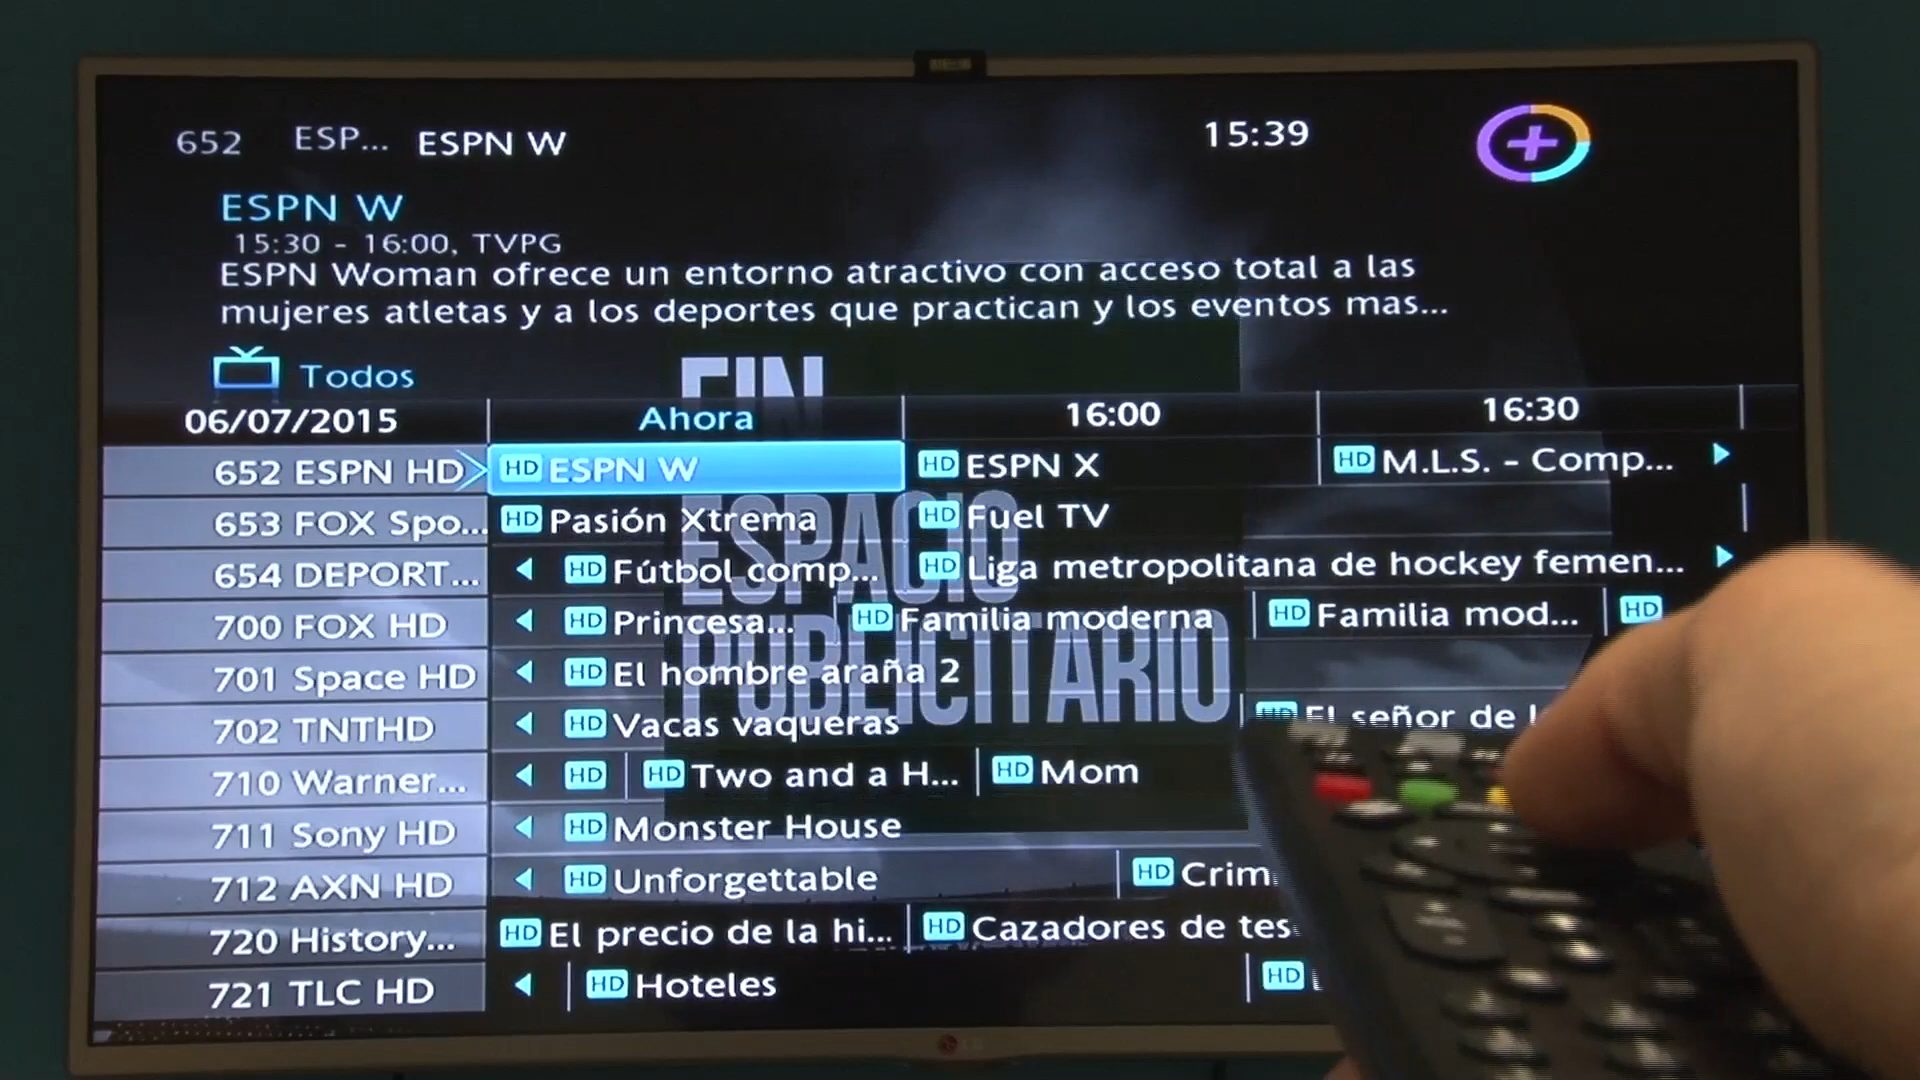 652 ESP... ESPN W 15:39
ESPN W
15:30 - 16:00, TVPG
ESPN Woman ofrece un entorno atractivo con acceso total a las
mujeres atletas y a los deportes que practican y los eventos mas...
Todos
FIN
06/07/2015 Ahora 16:00 16:30
652 ESPN HD HD ESPN W HD ESPN X HD M.L.S. - Comp...
653 FOX Spo... HD Pasión Xtrema HD Fuel TV
ESPACIO
654 DEPORT... HD Fútbol comp... HD Liga metropolitana de hockey femen...
700 FOX HD HD Princesa... HD Familia moderna HD Familia mod... HD
PUBLICITARIO
701 Space HD HD El hombre araña 2
702 TNTHD HD Vacas vaqueras HD El señor de
710 Warner... HD HD Two and a H... HD Mom
711 Sony HD HD Monster House
712 AXN HD HD Unforgettable HD Crim
720 History... HD El precio de la hi... HD Cazadores de tes
721 TLC HD HD Hoteles HD
LG